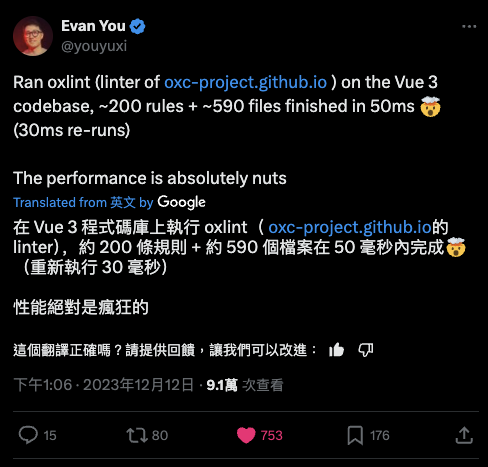 Evan You
@youyuxi
Ran oxlint (linter of oxc-project.github.io ) on the Vue 3
codebase, ~200 rules + ~590 files finished in 50ms 🤯
(30ms re-runs)
The performance is absolutely nuts
Translated from 英文 by Google
在 Vue 3 程式碼庫上執行 oxlint（ oxc-project.github.io的
linter)，約 200 條規則 + 約 590 個檔案在 50 毫秒內完成🤯
（重新執行 30 毫秒）
性能絕對是瘋狂的
這個翻譯正確嗎？請提供回饋，讓我們可以改進：
下午1:06 · 2023年12月12日 · 9.1萬 次查看
15 80 753 176